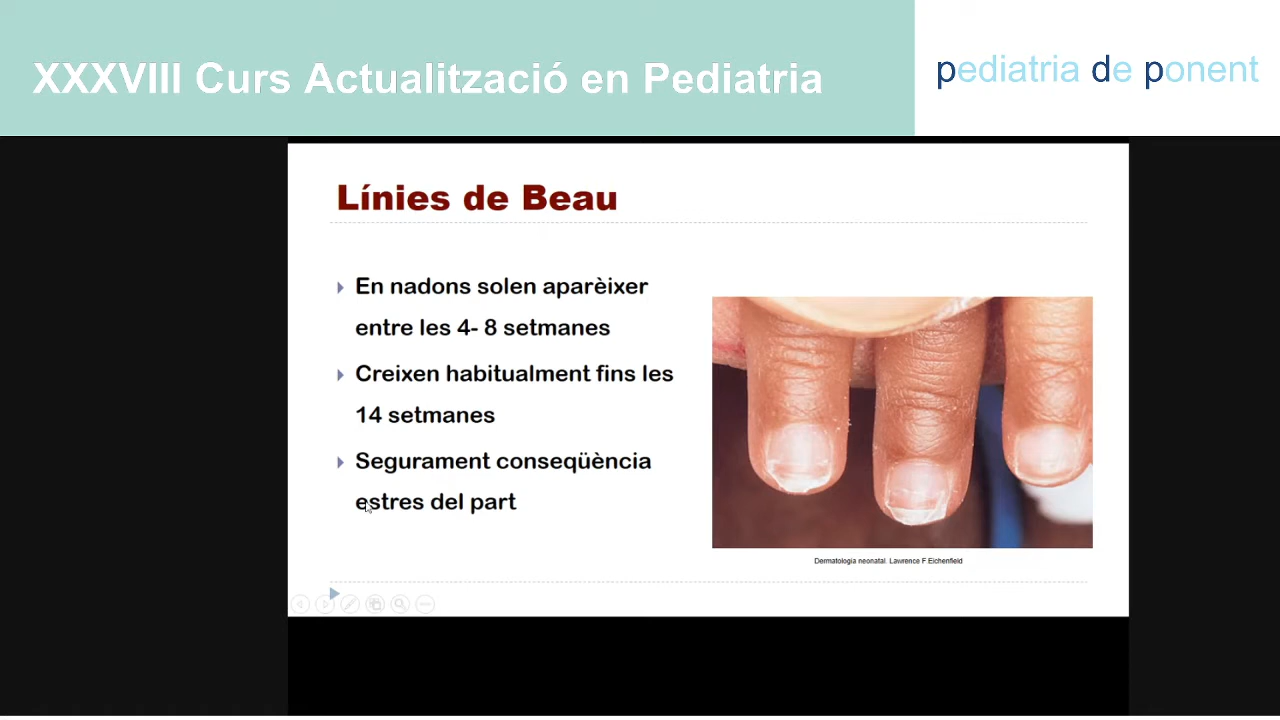 XXXVIII Curs Actualització en Pediatria
pediatria de ponent
Línies de Beau
En nadons solen aparèixer
entre les 4- 8 setmanes
Creixen habitualment fins les
14 setmanes
Segurament conseqüència
estres del part
Dermatologia neonatal. Lawrence F Eichenfield